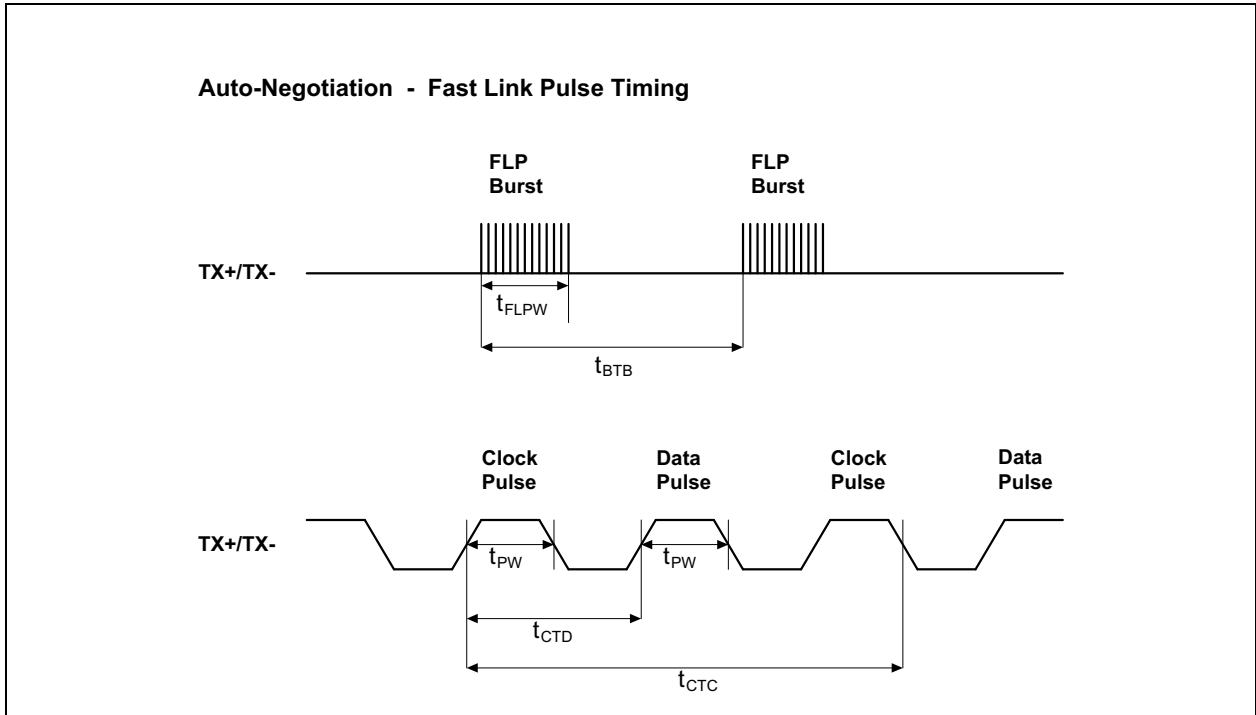 Auto-Negotiation - Fast Link Pulse Timing
FLP
Burst
FLP
Burst
TX+/TX-
tFLPW
tBTB
Clock
Pulse
Data
Pulse
Clock
Pulse
Data
Pulse
TX+/TX-
tPW
tPW
tCTD
tCTC